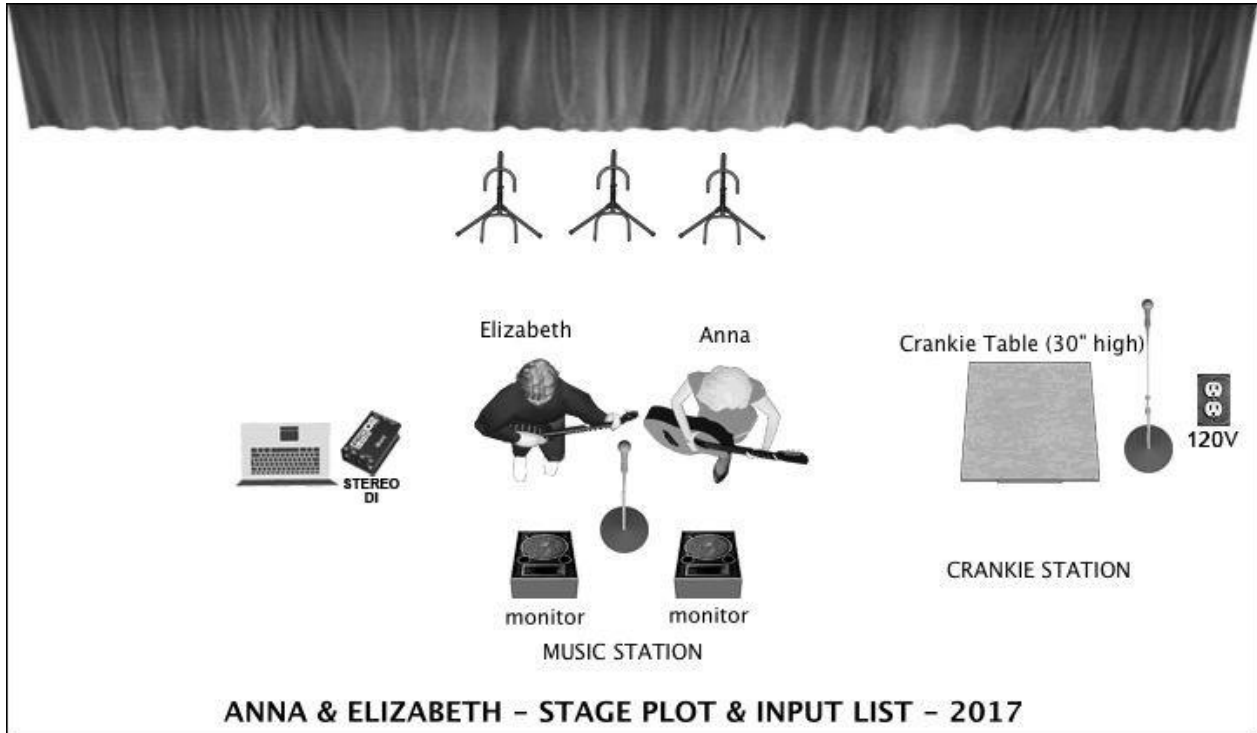 Elizabeth
Anna
Crankie Table (30" high)
120V
STEREO
DI
CRANKIE STATION
monitor
monitor
MUSIC STATION
ANNA & ELIZABETH – STAGE PLOT & INPUT LIST – 2017